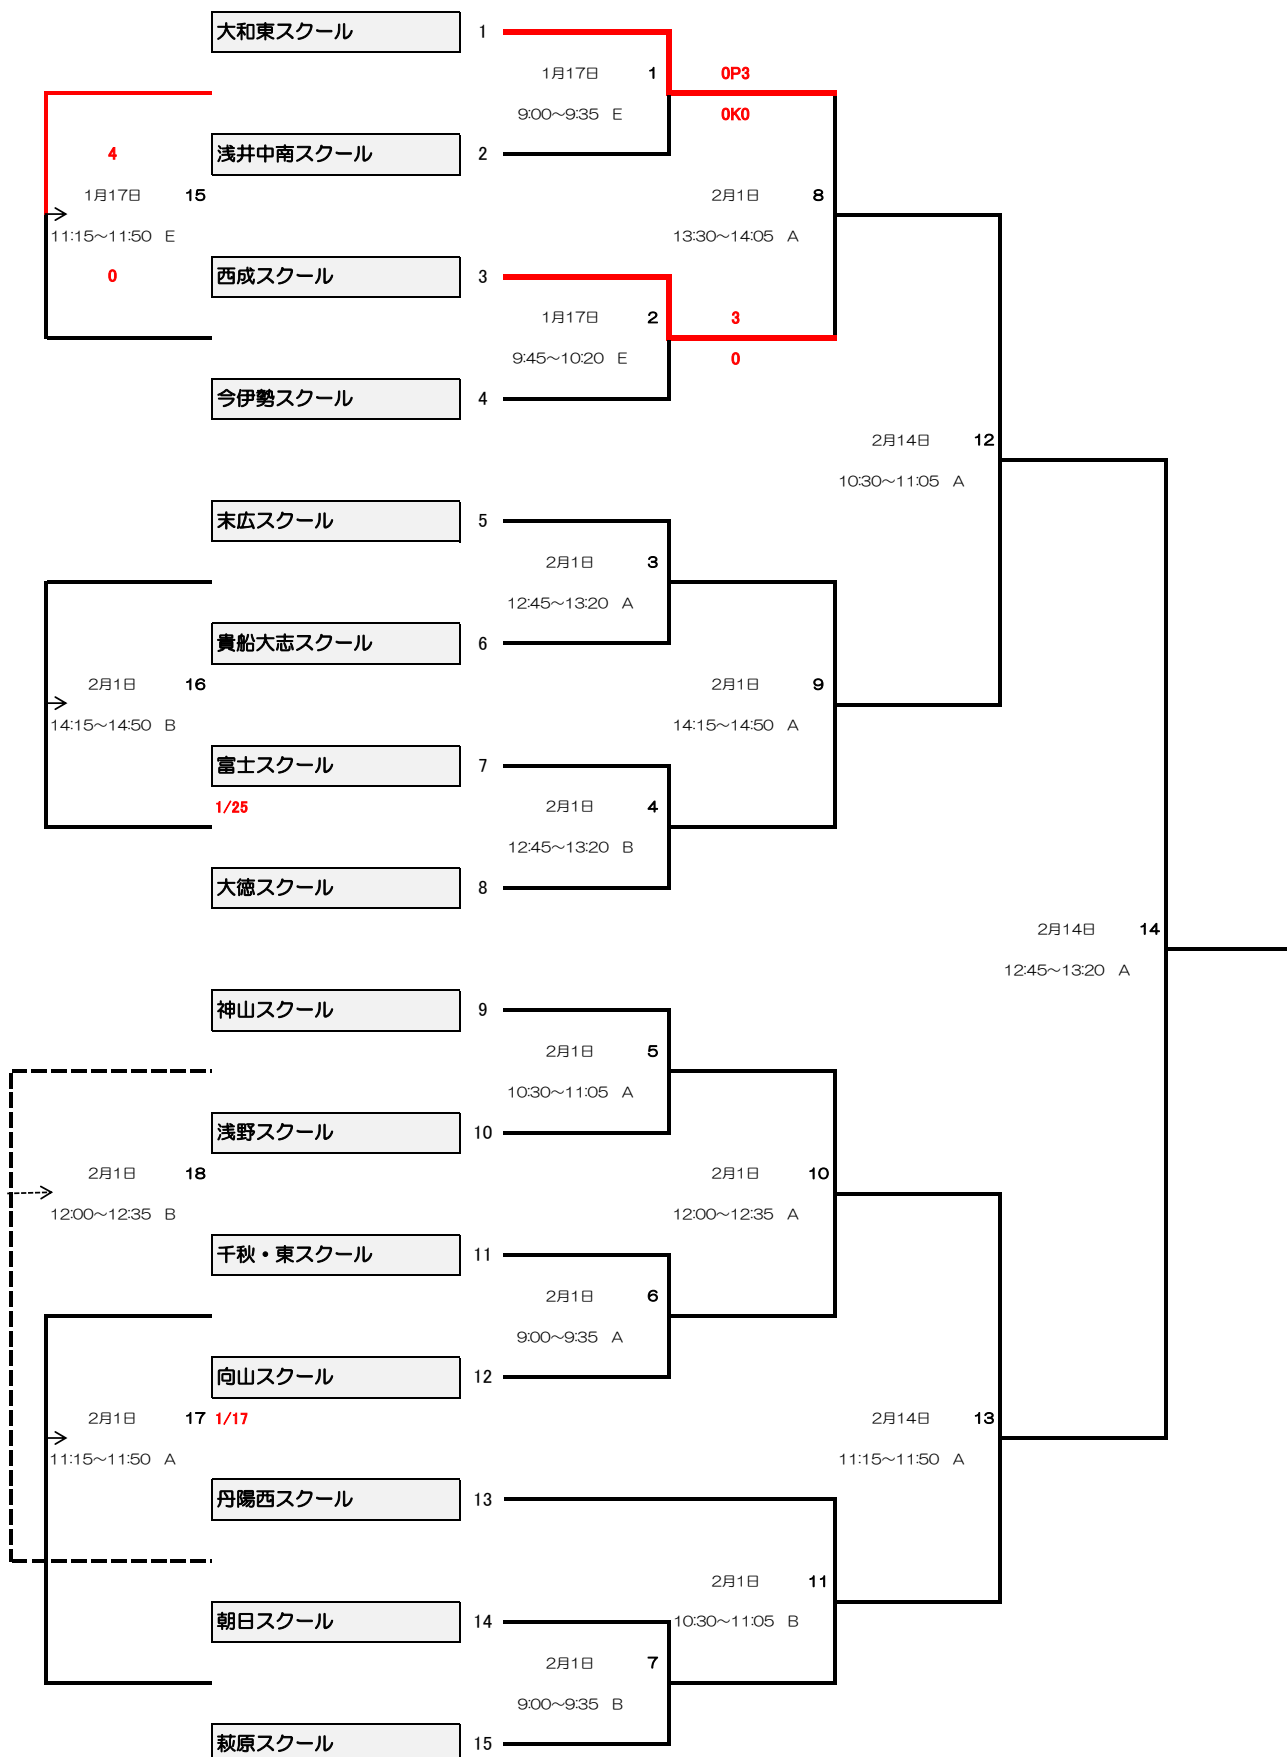 大和東スクール 1
1月17日 1 0P3
9:00～9:35 E 0K0
4 浅井中南スクール 2
1月17日 15 2月1日 8
11:15～11:50 E 13:30～14:05 A
0 西成スクール 3
1月17日 2 3
9:45～10:20 E 0
今伊勢スクール 4
2月14日 12
10:30～11:05 A
末広スクール 5
2月1日 3
12:45～13:20 A
貴船大志スクール 6
2月1日 16 2月1日 9
14:15～14:50 B 14:15～14:50 A
富士スクール 7
1/25 2月1日 4
12:45～13:20 B
大徳スクール 8
2月14日 14
12:45～13:20 A
神山スクール 9
2月1日 5
10:30～11:05 A
浅野スクール 10
2月1日 18 2月1日 10
12:00～12:35 B 12:00～12:35 A
千秋・東スクール 11
2月1日 6
9:00～9:35 A
向山スクール 12
2月1日 17 1/17 2月14日 13
11:15～11:50 A 11:15～11:50 A
丹陽西スクール 13
2月1日 11
朝日スクール 14 10:30～11:05 B
2月1日 7
9:00～9:35 B
萩原スクール 15